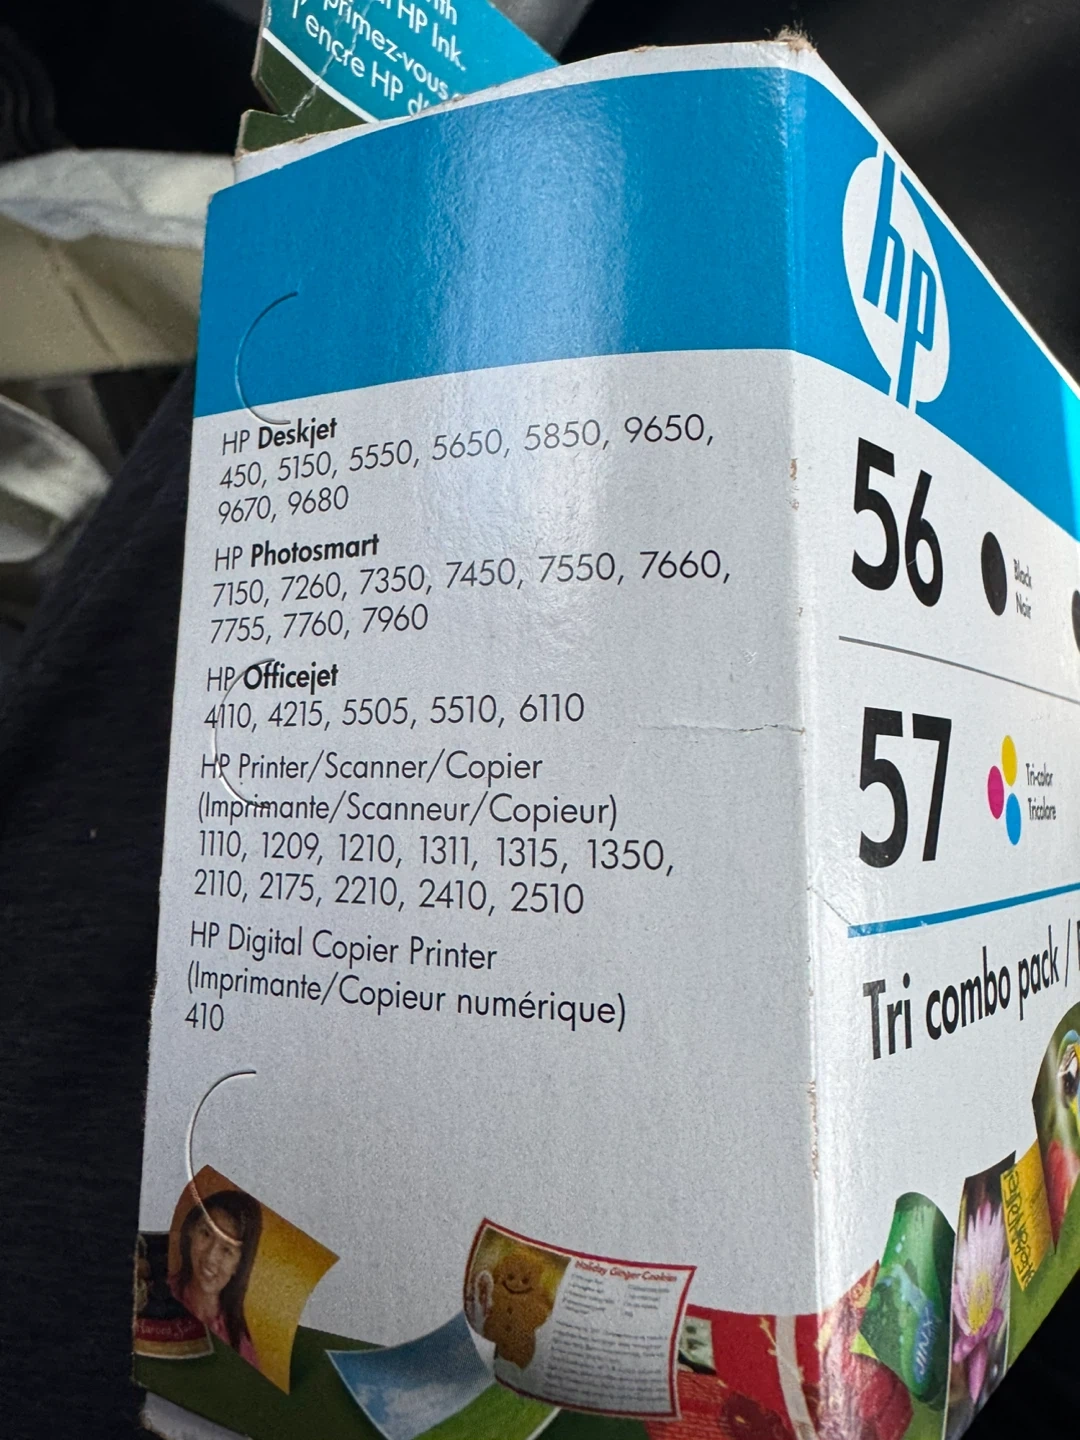 HP Ink.
primez-vous
l'encre HP d'
hp
HP Deskjet
450, 5150, 5550, 5650, 5850, 9650,
9670, 9680
HP Photosmart
7150, 7260, 7350, 7450, 7550, 7660,
7755, 7760, 7960
HP Officejet
4110, 4215, 5505, 5510, 6110
HP Printer/Scanner/Copier
(Imprimante/Scanneur/Copieur)
1110, 1209, 1210, 1311, 1315, 1350,
2110, 2175, 2210, 2410, 2510
HP Digital Copier Printer
(Imprimante/Copieur numérique)
410
56
Black
Noir
57
Tri-color
Tricolore
Tri combo pack /
Holiday Ginger Cookies